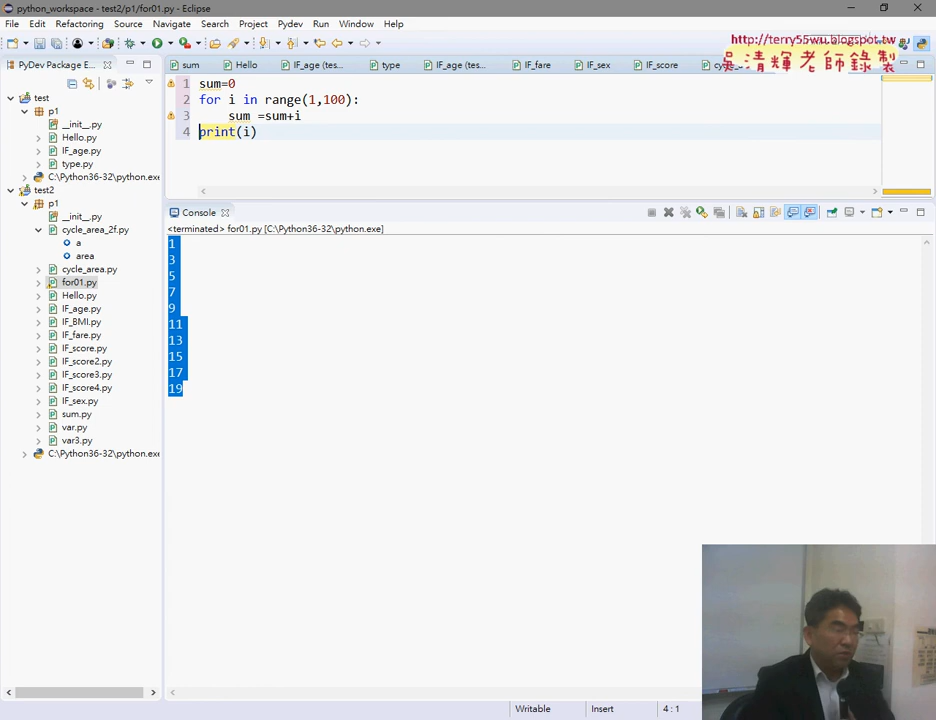 python_workspace - test2/p1/for01.py - Eclipse
File Edit Refactoring Source Navigate Search Project Pydev Run Window Help
http://terry55wu.blogspot.tw
吳清輝老師錄製
PyDev Package E...
sum Hello IF_age (tes... type IF_age (tes... IF_fare IF_sex IF_score
test
p1
__init__.py
Hello.py
IF_age.py
type.py
C:\Python36-32\python.exe
test2
p1
__init__.py
cycle_area_2f.py
a
area
cycle_area.py
for01.py
Hello.py
IF_age.py
IF_BMI.py
IF_fare.py
IF_score.py
IF_score2.py
IF_score3.py
IF_score4.py
IF_sex.py
sum.py
var.py
var3.py
C:\Python36-32\python.exe
1 sum=0
2 for i in range(1,100):
3 sum =sum+i
4 print(i)
Console
<terminated> for01.py [C:\Python36-32\python.exe]
1
3
5
7
9
11
13
15
17
19
Writable Insert 4 : 1